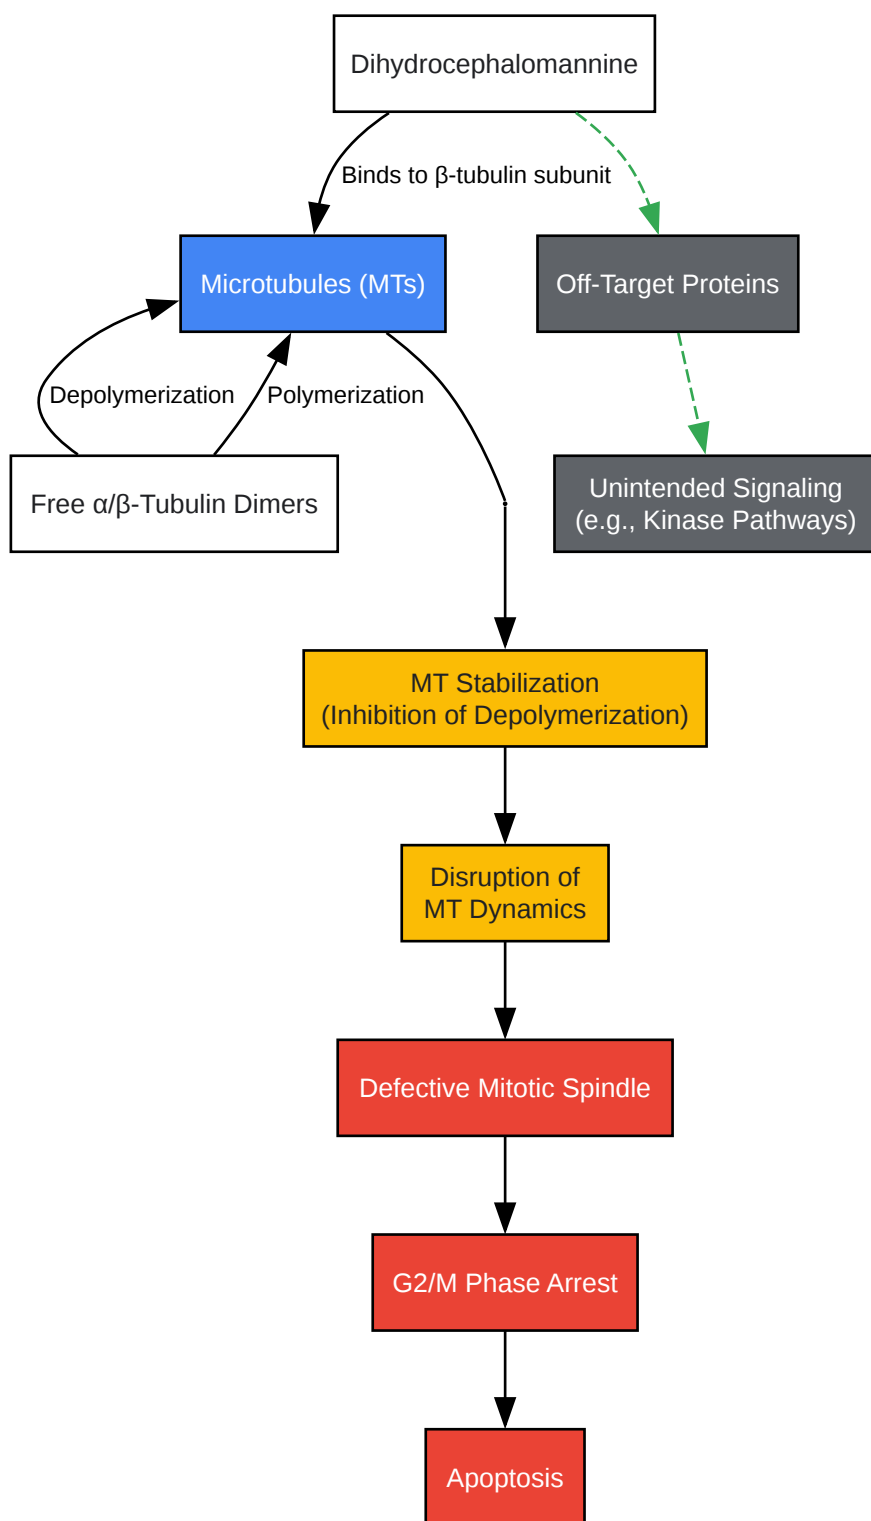 Dihydrocephalomannine
Binds to β-tubulin subunit
Microtubules (MTs)
Off-Target Proteins
Depolymerization
Polymerization
Free α/β-Tubulin Dimers
Unintended Signaling
(e.g., Kinase Pathways)
MT Stabilization
(Inhibition of Depolymerization)
Disruption of
MT Dynamics
Defective Mitotic Spindle
G2/M Phase Arrest
Apoptosis